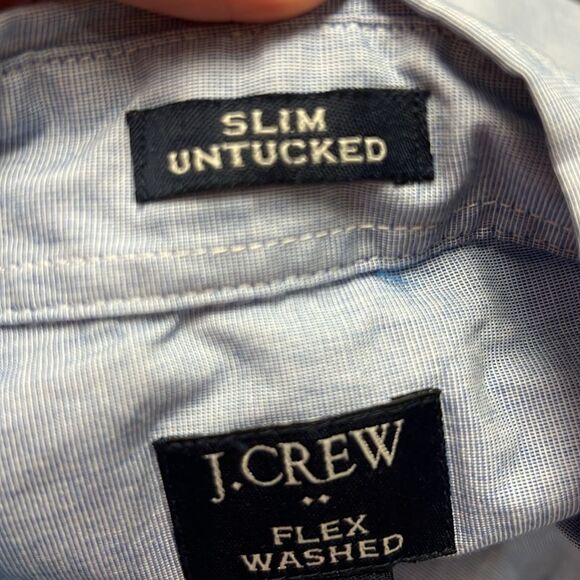 SLIM
UNTUCKED
J.CREW
FLEX
WASHED